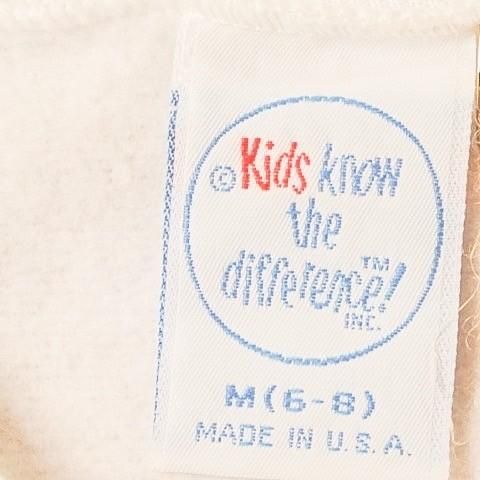 © Kids know
the
difference!™
INC.
M (6-8)
MADE IN U.S.A.